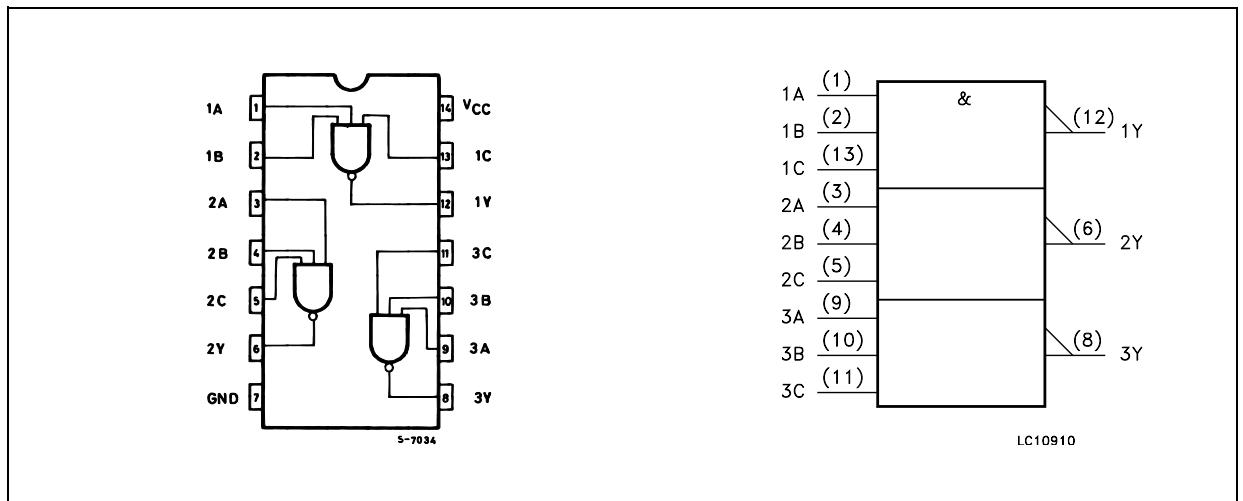 1A 1 14 VCC
1B 2 13 1C
2A 3 12 1Y
2B 4 11 3C
2C 5 10 3B
2Y 6 9 3A
GND 7 8 3Y
S-7034
&
1A (1)
1B (2)
1C (13)
2A (3)
2B (4)
2C (5)
3A (9)
3B (10)
3C (11)
(12) 1Y
(6) 2Y
(8) 3Y
LC10910